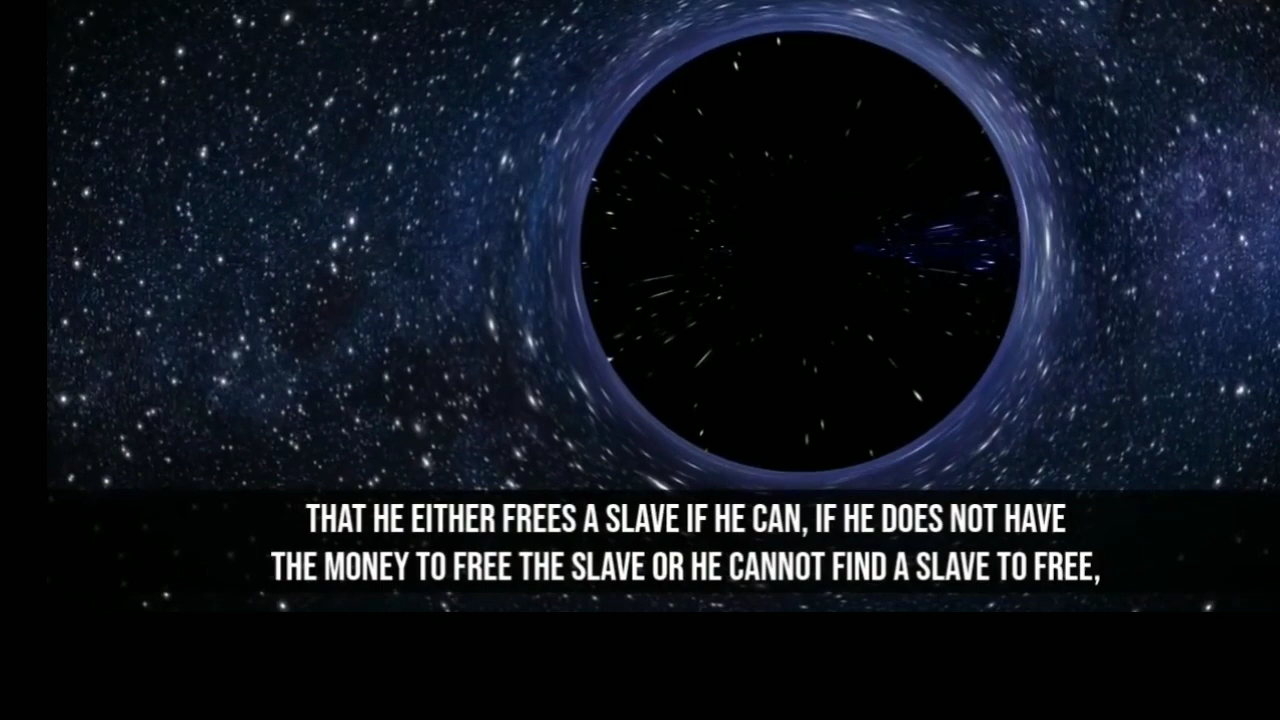 THAT HE EITHER FREES A SLAVE IF HE CAN, IF HE DOES NOT HAVE
THE MONEY TO FREE THE SLAVE OR HE CANNOT FIND A SLAVE TO FREE,